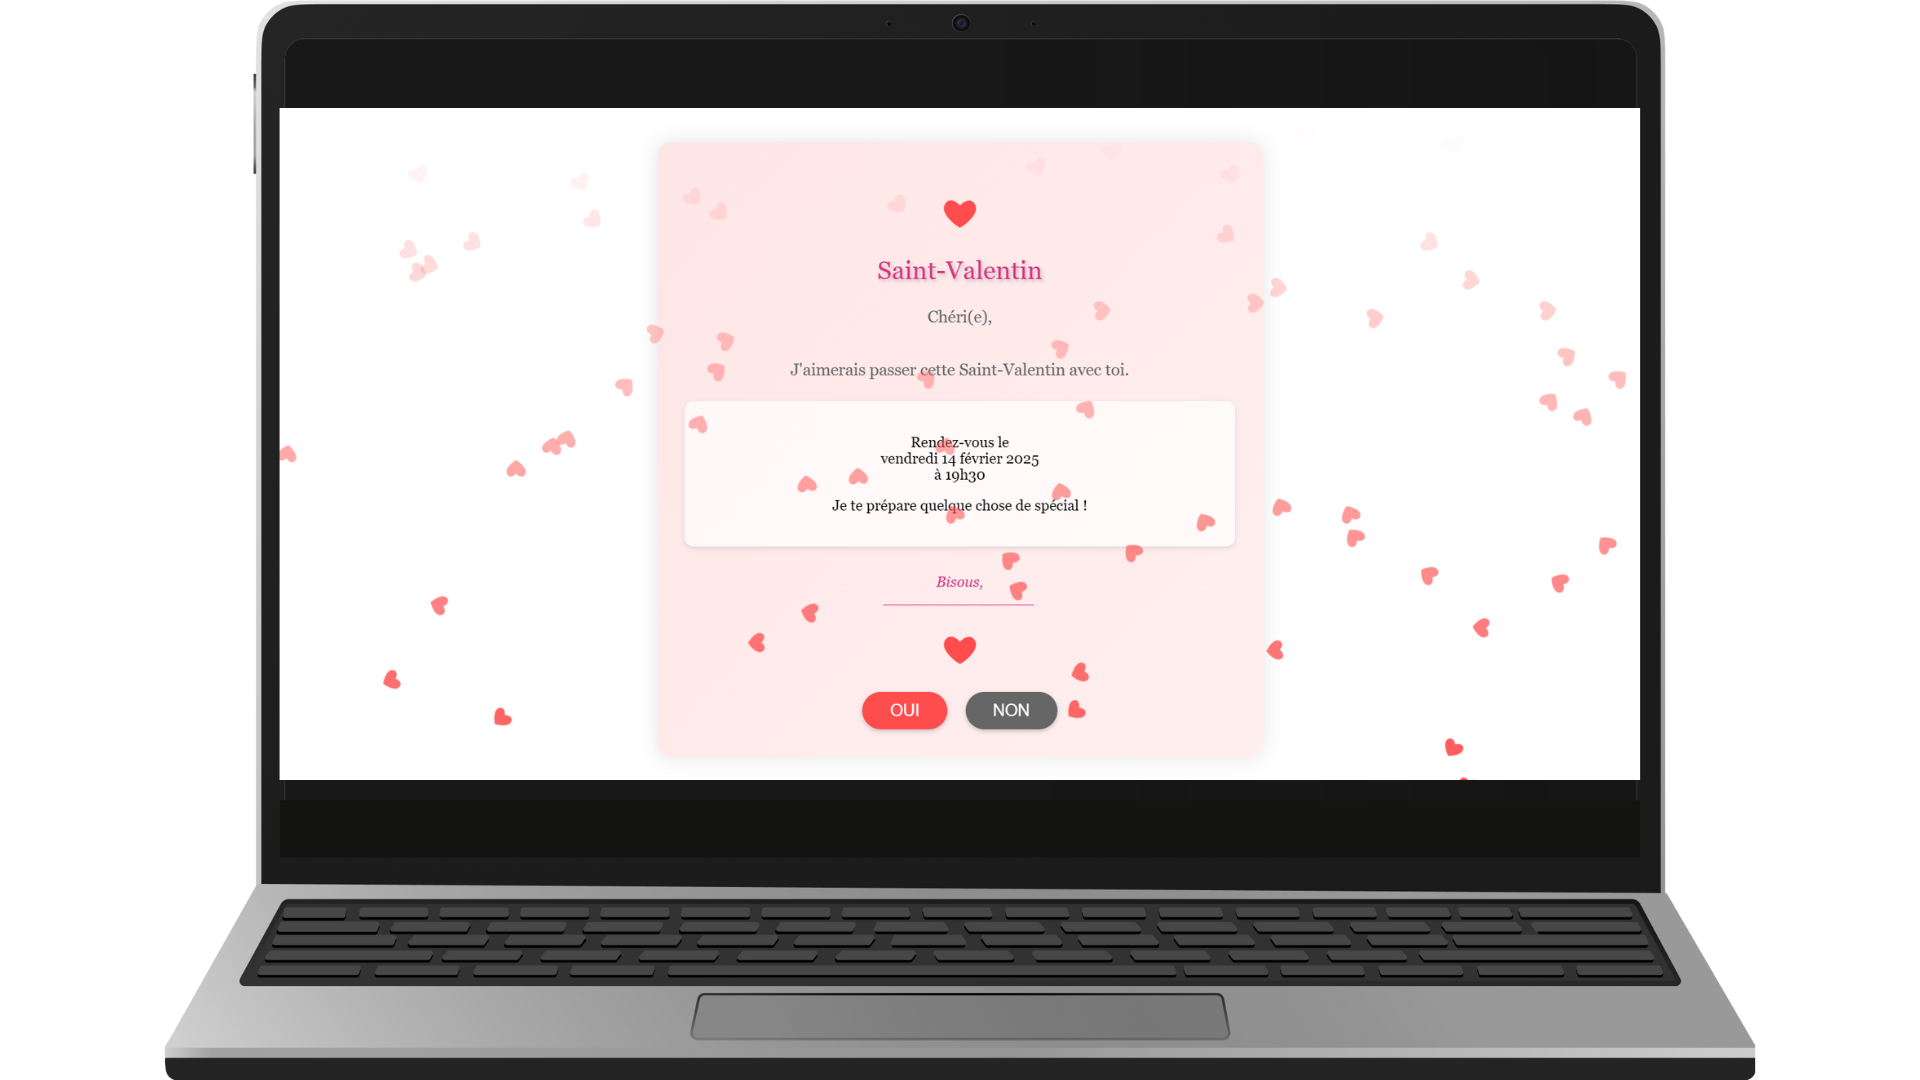 Saint-Valentin
Chéri(e),
J'aimerais passer cette Saint-Valentin avec toi.
Rendez-vous le
vendredi 14 février 2025
à 19h30
Je te prépare quelque chose de spécial !
Bisous,
OUI NON